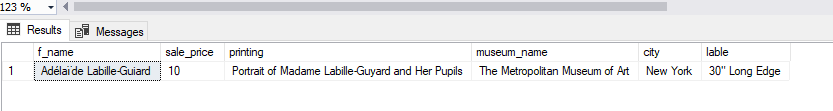 123 %
Results Messages
f_name sale_price printing museum_name city lable
1 Adélaïde Labille-Guiard 10 Portrait of Madame Labille-Guyard and Her Pupils The Metropolitan Museum of Art New York 30" Long Edge